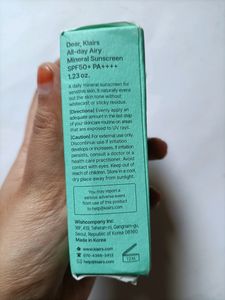 Dear, Klairs
All-day Airy
Mineral Sunscreen
SPF50+ PA++++
1.23 oz.
A daily mineral sunscreen for
sensitive skin. It naturally evens
out the skin tone without
whitecast or sticky residue.
[Directions] Evenly apply an
adequate amount in the last step
of your skincare routine on areas
that are exposed to UV rays.
[Caution] For external use only.
Discontinue use if irritation
develops or increases. If irritation
persists, consult a doctor or a
health care practitioner. Avoid
contact with eyes. Keep out of
reach of children. Store in a cool,
dry place away from sunlight.
You may report a
serious adverse event
from use of this product
to help@klairs.com.
Wishcompany Inc.
Seoul, Republic of Korea 06160
Made in Korea
www.klairs.com
help@klairs.com
12 M